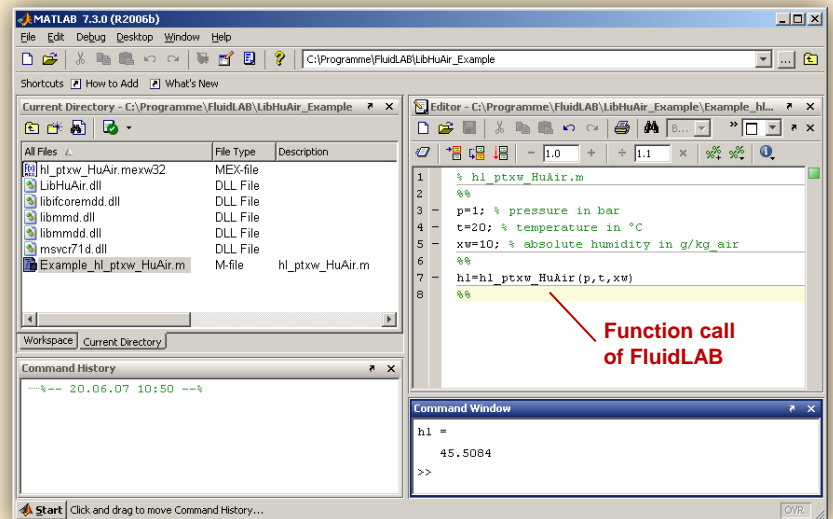 MATLAB 7.3.0 (R2006b)
File Edit Debug Desktop Window Help
C:\Programme\FluidLAB\LibHuAir_Example
Shortcuts How to Add What's New
Current Directory - C:\Programme\FluidLAB\LibHuAir_Example
All Files File Type Description
hl_ptxw_HuAir.mexw32 MEX-file
LibHuAir.dll DLL File
libifcoremdd.dll DLL File
libmmd.dll DLL File
libmmdd.dll DLL File
msvcr71d.dll DLL File
Example_hl_ptxw_HuAir.m M-file hl_ptxw_HuAir.m
Workspace Current Directory
Command History
%-- 20.06.07 10:50 --%
Editor - C:\Programme\FluidLAB\LibHuAir_Example\Example_hl...
B...
- 1.0 + ÷ 1.1 ×
1 % hl_ptxw_HuAir.m
2 %%
3 - p=1; % pressure in bar
4 - t=20; % temperature in °C
5 - xw=10; % absolute humidity in g/kg_air
6 %%
7 - hl=hl_ptxw_HuAir(p,t,xw)
8 %%
Function call
of FluidLAB
Command Window
hl =
45.5084
>>
Start Click and drag to move Command History...
OVR